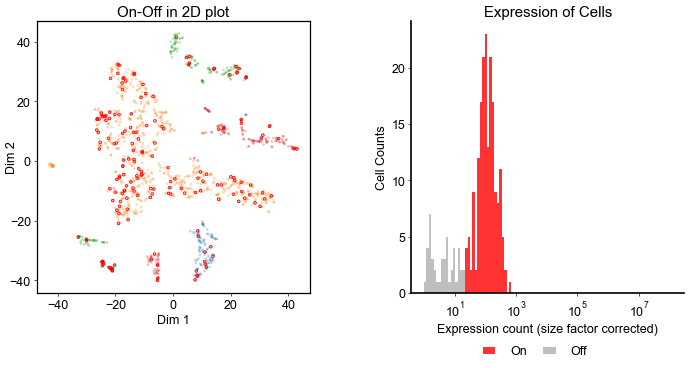 On-Off in 2D plot
Dim 2
40
20
0
−20
−40
−40 −20 0 20 40
Dim 1
Expression of Cells
Cell Counts
20
15
10
5
0
10^1 10^3 10^5 10^7
Expression count (size factor corrected)
On Off